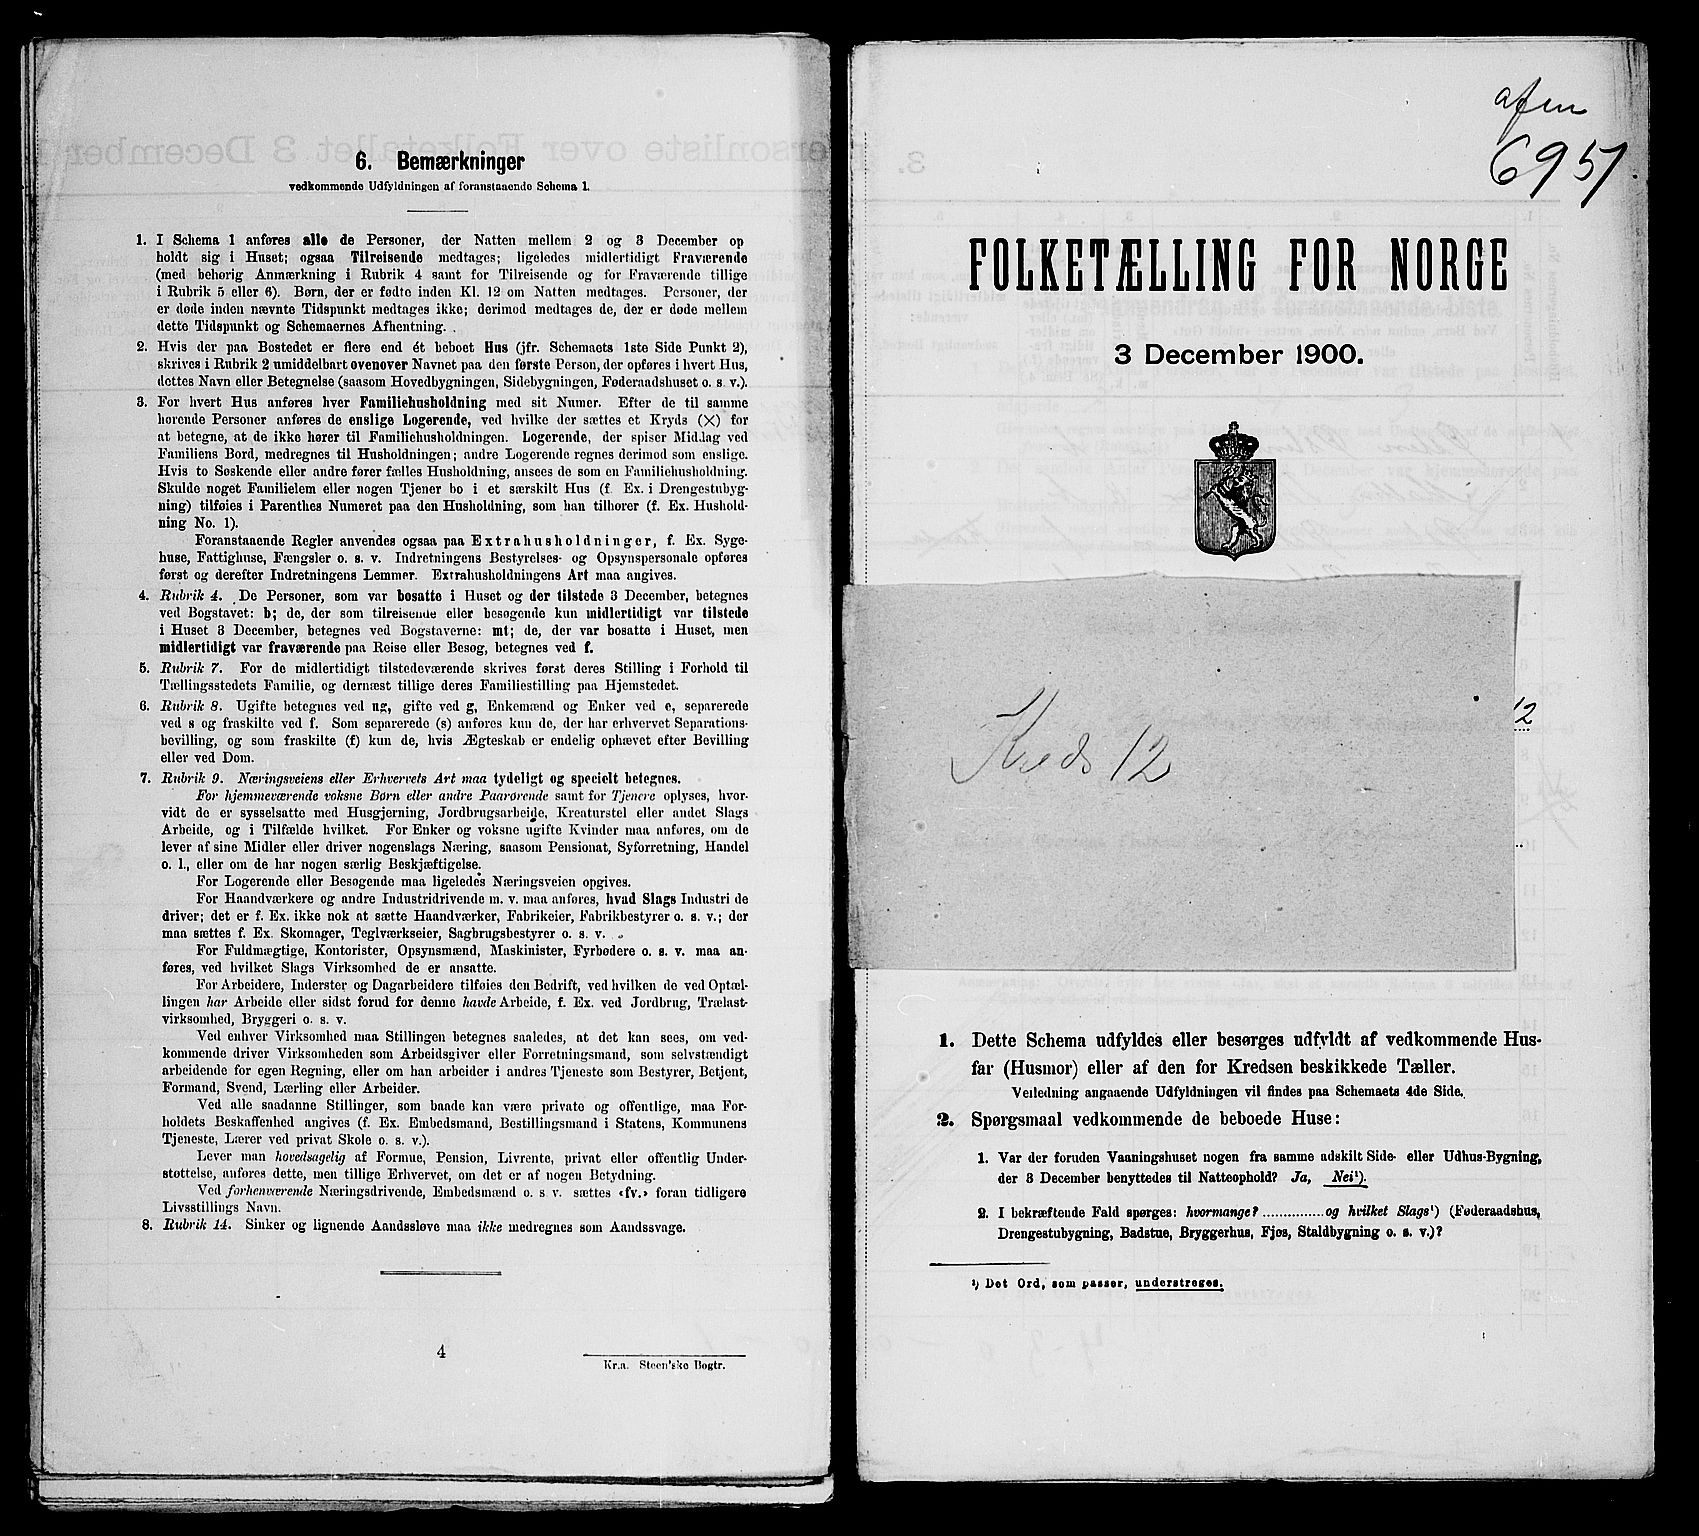 6. Bemærkninger
vedkommende Udfyldningen af foranstaaende Schema 1.
1. I Schema 1 anføres alle de Personer, der Natten mellem 2 og 3 December op
holdt sig i Huset; ogsaa Tilreisende medtages; ligeledes midlertidigt Fraværende
(med behørig Anmærkning i Rubrik 4 samt for Tilreisende og for Fraværende tillige
i Rubrik 5 eller 6). Børn, der er fødte inden Kl. 12 om Natten medtages. Personer, der
er døde inden nævnte Tidspunkt medtages ikke; derimod medtages de, der er døde mellem
dette Tidspunkt og Schemaernes Afhentning.
2. Hvis der paa Bostedet er flere end ét beboet Hus (jfr. Schemaets 1ste Side Punkt 2),
skrives i Rubrik 2 umiddelbart ovenover Navnet paa den første Person, der opføres i hvert Hus,
dettes Navn eller Betegnelse (saasom Hovedbygningen, Sidebygningen, Føderaadshuset o. s. v.).
3. For hvert Hus anføres hver Familiehusholdning med sit Numer. Efter de til samme
hørende Personer anføres de enslige Logerende, ved hvilke der sættes et Kryds (×) for
at betegne, at de ikke hører til Familiehusholdningen. Logerende, der spiser Middag ved
Familiens Bord, medregnes til Husholdningen; andre Logerende regnes derimod som enslige.
Hvis to Søskende eller andre fører fælles Husholdning, ansees de som en Familiehusholdning.
Skulde noget Familielem eller nogen Tjener bo i et særskilt Hus (f. Ex. i Drengestubyg-
ning) tilføies i Parenthes Numeret paa den Husholdning, som han tilhører (f. Ex. Hushold-
ning No. 1).
Foranstaaende Regler anvendes ogsaa paa Extrahusholdninger, f. Ex. Syge-
huse, Fattighuse, Fængsler o. s. v. Indretningens Bestyrelses- og Opsynspersonale opføres
først og derefter Indretningens Lemmer. Extrahusholdningens Art maa angives.
4. Rubrik 4. De Personer, som var bosatte i Huset og der tilstede 3 December, betegnes
ved Bogstavet: b; de, der som tilreisende eller besøgende kun midlertidigt var tilstede
i Huset 3 December, betegnes ved Bogstaverne: mt; de, der var bosatte i Huset, men
midlertidigt var fraværende paa Reise eller Besøg, betegnes ved f.
5. Rubrik 7. For de midlertidigt tilstedeværende skrives først deres Stilling i Forhold til
Tællingsstedets Familie, og dernæst tillige deres Familiestilling paa Hjemstedet.
6. Rubrik 8. Ugifte betegnes ved ug, gifte ved g, Enkemænd og Enker ved e, separerede
ved s og fraskilte ved f. Som separerede (s) anføres kun de, der har erhvervet Separations-
bevilling, og som fraskilte (f) kun de, hvis Ægteskab er endelig ophævet efter Bevilling
eller ved Dom.
7. Rubrik 9. Næringsveiens eller Erhvervets Art maa tydeligt og specielt betegnes.
For hjemmeværende voksne Børn eller andre Paarørende samt for Tjenere oplyses, hvor-
vidt de er sysselsatte med Husgjerning, Jordbrugsarbeide, Kreaturstel eller andet Slags
Arbeide, og i Tilfælde hvilket. For Enker og voksne ugifte Kvinder maa anføres, om de
lever af sine Midler eller driver nogenslags Næring, saasom Pensionat, Syforretning, Handel
o. l., eller om de har nogen særlig Beskjæftigelse.
For Logerende eller Besøgende maa ligeledes Næringsveien opgives.
For Haandværkere og andre Industridrivende m. v. maa anføres, hvad Slags Industri de
driver; det er f. Ex. ikke nok at sætte Haandværker, Fabrikeier, Fabrikbestyrer o. s. v.; der
maa sættes f. Ex. Skomager, Teglværkseier, Sagbrugsbestyrer o. s. v.
For Fuldmægtige, Kontorister, Opsynsmænd, Maskinister, Fyrbødere o. s. v. maa an-
føres, ved hvilket Slags Virksomhed de er ansatte.
For Arbeidere, Inderster og Dagarbeidere tilføies den Bedrift, ved hvilken de ved Optæl-
lingen har Arbeide eller sidst forud for denne havde Arbeide, f. Ex. ved Jordbrug, Trælast-
virksomhed, Bryggeri o. s. v.
Ved enhver Virksomhed maa Stillingen betegnes saaledes, at det kan sees, om ved-
kommende driver Virksomheden som Arbeidsgiver eller Forretningsmand, som selvstændigt
arbeidende for egen Regning, eller om han arbeider i andres Tjeneste som Bestyrer, Betjent,
Formand, Svend, Lærling eller Arbeider.
Ved alle saadanne Stillinger, som baade kan være private og offentlige, maa For-
holdets Beskaffenhed angives (f. Ex. Embedsmand, Bestillingsmand i Statens, Kommunens
Tjeneste, Lærer ved privat Skole o. s. v.).
Lever man hovedsagelig af Formue, Pension, Livrente, privat eller offentlig Under-
støttelse, anføres dette, men tillige Erhvervet, om det er af nogen Betydning.
Ved forhenværende Næringsdrivende, Embedsmænd o. s. v. sættes «fv.» foran tidligere
Livsstillings Navn.
8. Rubrik 14. Sinker og lignende Aandssløve maa ikke medregnes som Aandssvage.
4
Kr.a. Steen'ske Bogtr.
6951
FOLKETÆLLING FOR NORGE
3 December 1900.
12
Kreds 12
1. Dette Schema udfyldes eller besørges udfyldt af vedkommende Hus-
far (Husmor) eller af den for Kredsen beskikkede Tæller.
Veiledning angaaende Udfyldningen vil findes paa Schemaets 4de Side.
2. Spørgsmaal vedkommende de beboede Huse:
1. Var der foruden Vaaningshuset nogen fra samme adskilt Side- eller Udhus-Bygning,
der 3 December benyttedes til Natteophold? Ja, Nei¹).
2. I bekræftende Fald spørges: hvormange? ............... og hvilket Slags¹) (Føderaadshus,
Drengestubygning, Badstue, Bryggerhus, Fjøs, Staldbygning o. s. v.)?
¹) Det Ord, som passer, understreges.